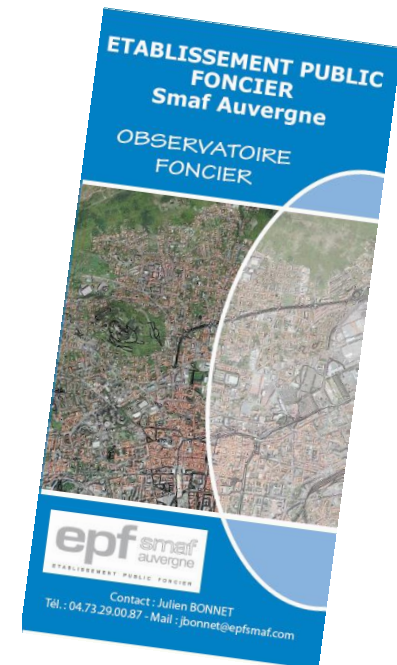 ETABLISSEMENT PUBLIC
FONCIER
Smaf Auvergne
OBSERVATOIRE
FONCIER
epf smaf
auvergne
ETABLISSEMENT PUBLIC FONCIER
Contact : Julien BONNET
Tél. : 04.73.29.00.87 - Mail : jbonnet@epfsmaf.com